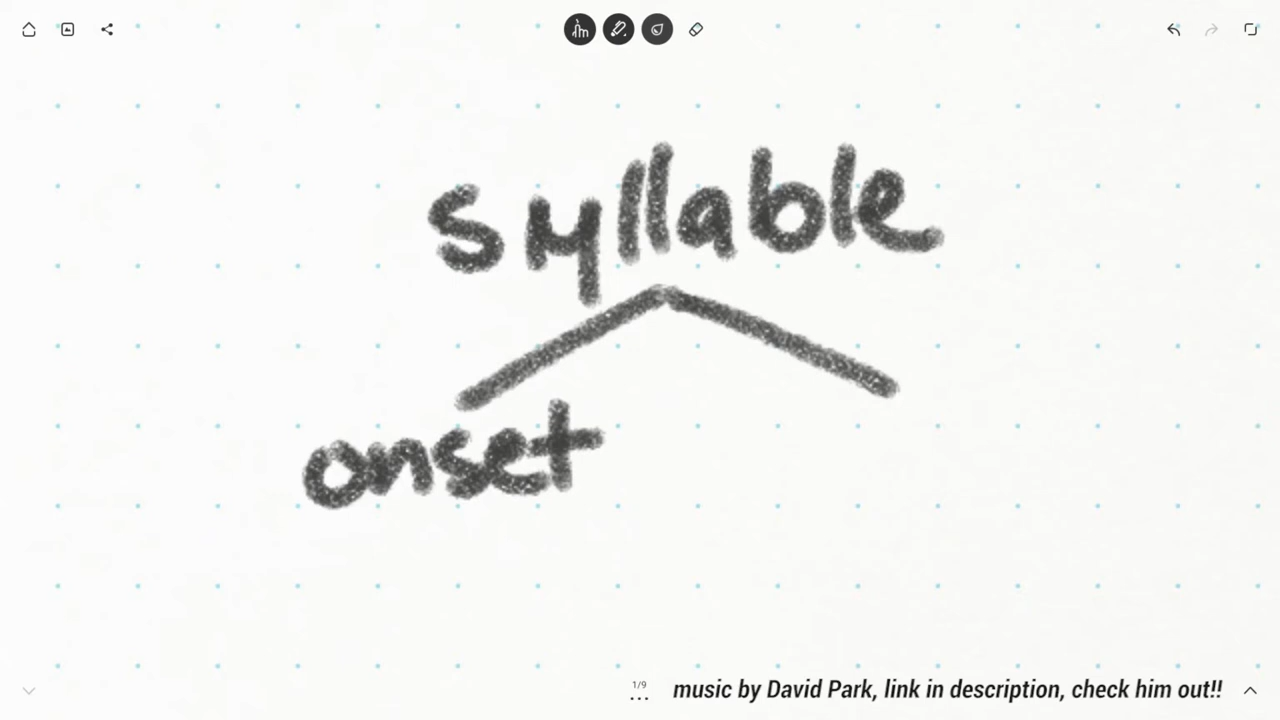 syllable
onset
1/9
music by David Park, link in description, check him out!!